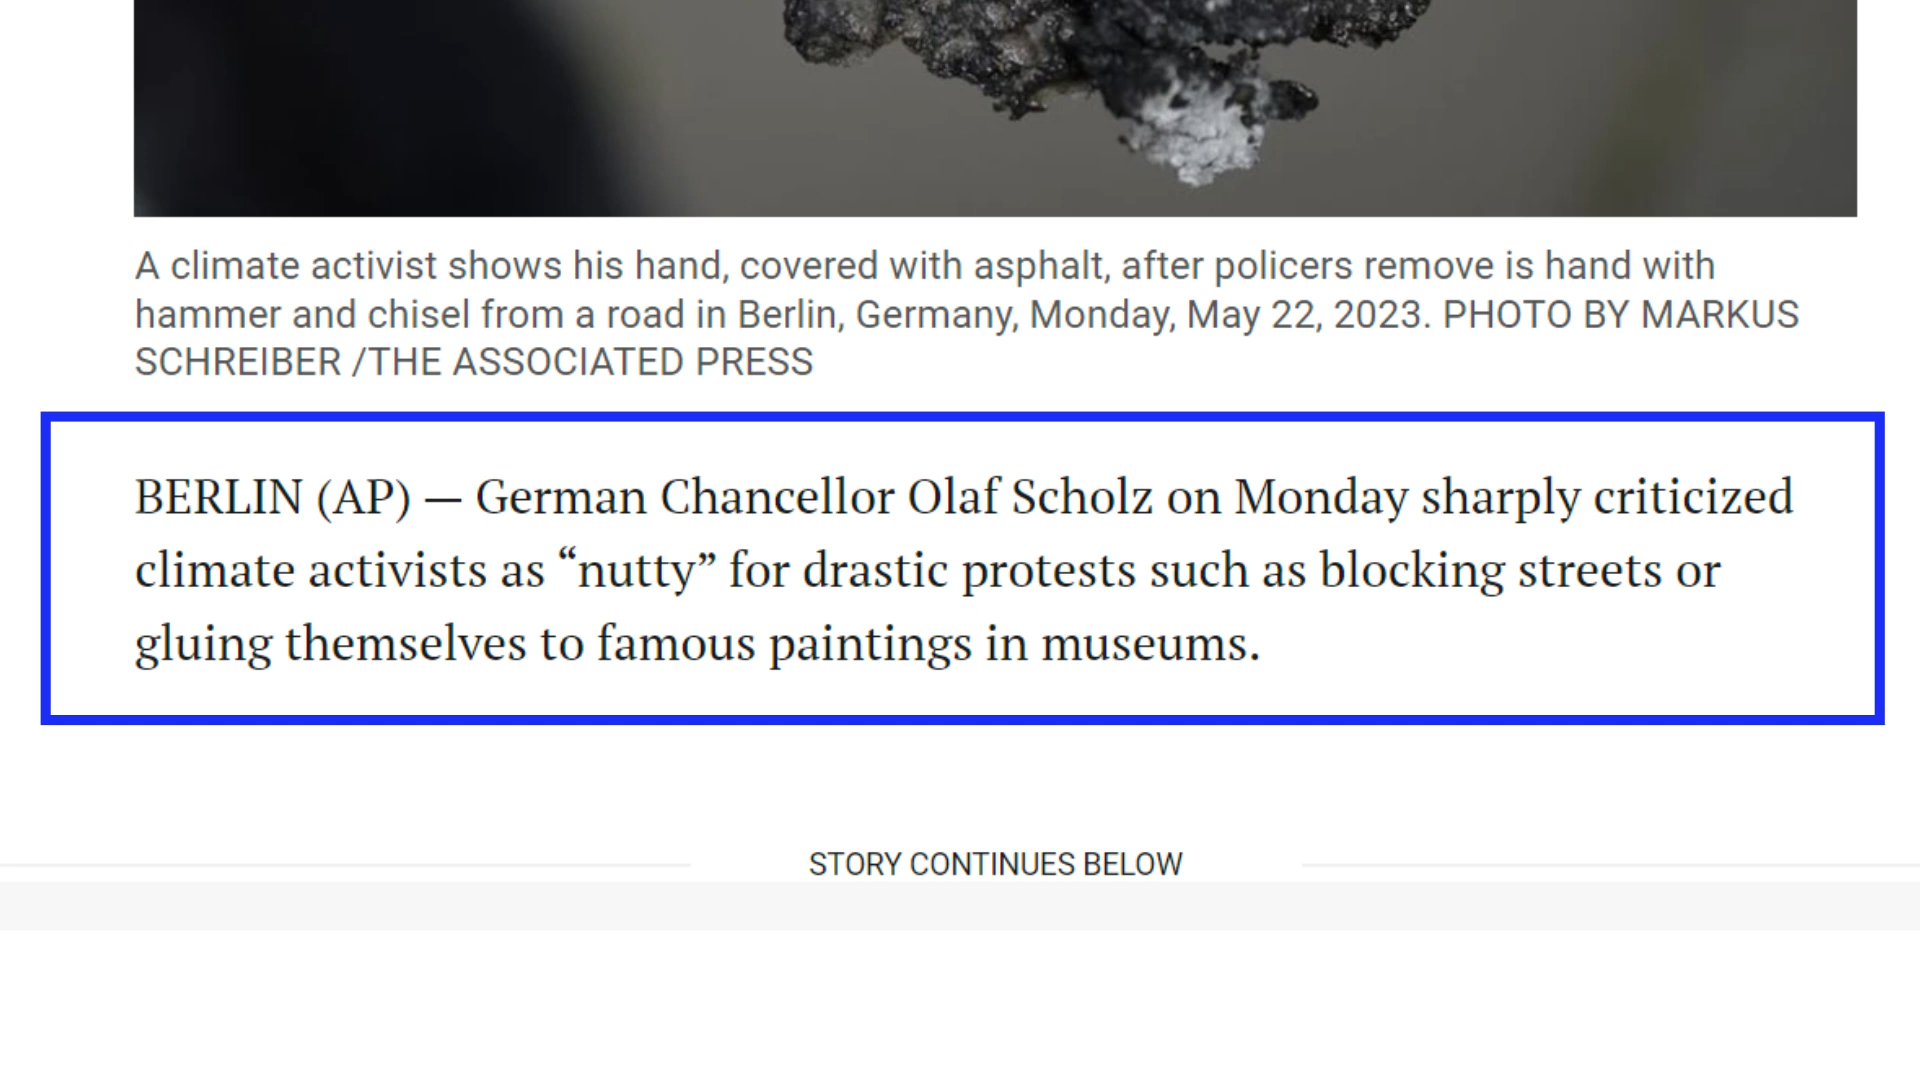 A climate activist shows his hand, covered with asphalt, after policers remove is hand with
hammer and chisel from a road in Berlin, Germany, Monday, May 22, 2023. PHOTO BY MARKUS
SCHREIBER /THE ASSOCIATED PRESS
BERLIN (AP) — German Chancellor Olaf Scholz on Monday sharply criticized
climate activists as “nutty” for drastic protests such as blocking streets or
gluing themselves to famous paintings in museums.
STORY CONTINUES BELOW